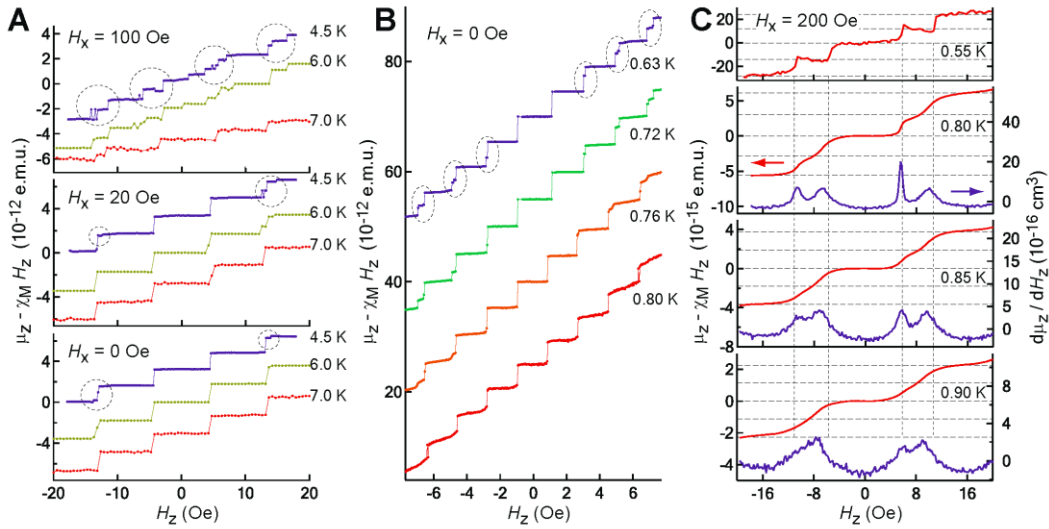 A
Hx = 100 Oe
4.5 K
6.0 K
7.0 K
4
2
0
-2
-4
-6
Hx = 20 Oe
4.5 K
6.0 K
7.0 K
4
0
-4
Hx = 0 Oe
4.5 K
6.0 K
7.0 K
4
0
-4
μz - χM Hz (10-12 e.m.u.)
-20
-10
0
10
20
Hz (Oe)
B
Hx = 0 Oe
0.63 K
0.72 K
0.76 K
0.80 K
80
60
40
20
μz - χM Hz (10-12 e.m.u.)
-6
-4
-2
0
2
4
6
Hz (Oe)
C
Hx = 200 Oe
0.55 K
20
0
-20
0.80 K
5
0
-5
-10
40
20
0
0.85 K
4
0
-4
-8
20
15
10
5
0
0.90 K
2
0
-2
-4
10
5
0
μz - χM Hz (10-15 e.m.u.)
dμz / dHz (10-16 cm3)
-16
-8
0
8
16
Hz (Oe)